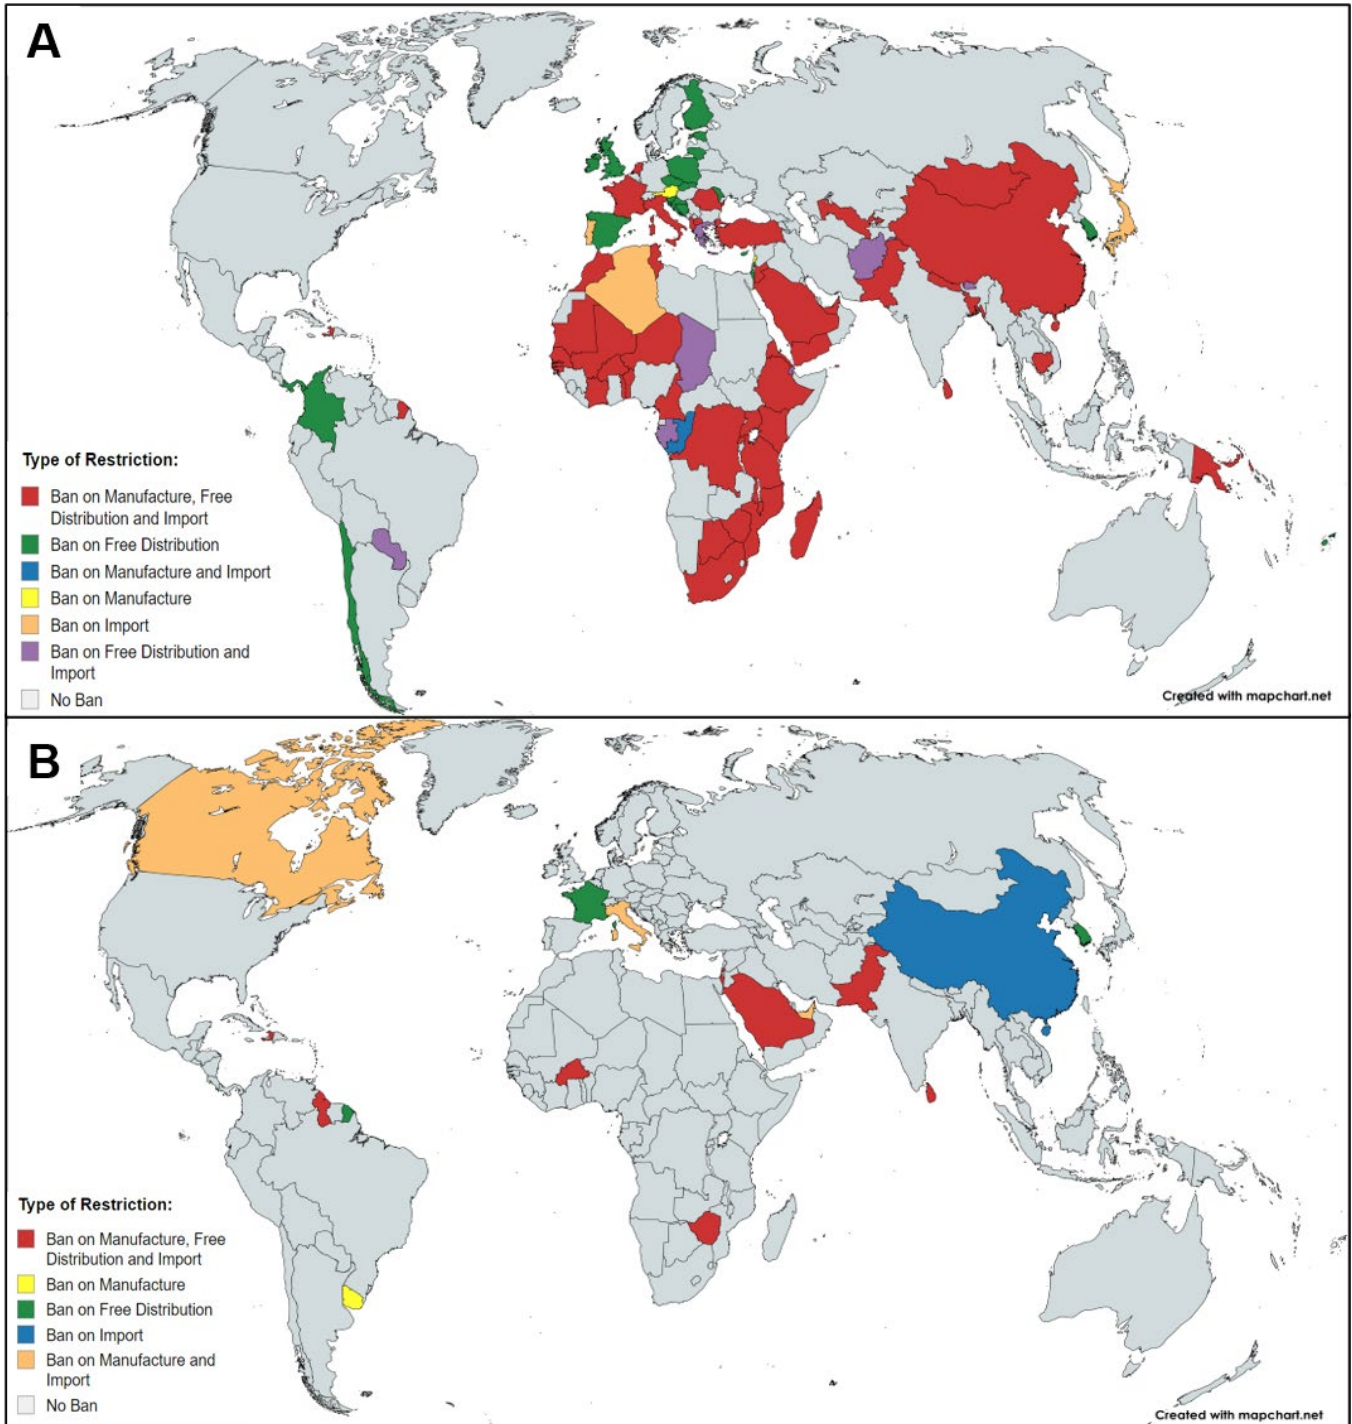 A
Type of Restriction:
Ban on Manufacture, Free
Distribution and Import
Ban on Free Distribution
Ban on Manufacture and Import
Ban on Manufacture
Ban on Import
Ban on Free Distribution and
Import
No Ban
Created with mapchart.net
B
Type of Restriction:
Ban on Manufacture, Free
Distribution and Import
Ban on Manufacture
Ban on Free Distribution
Ban on Import
Ban on Manufacture and
Import
No Ban
Created with mapchart.net